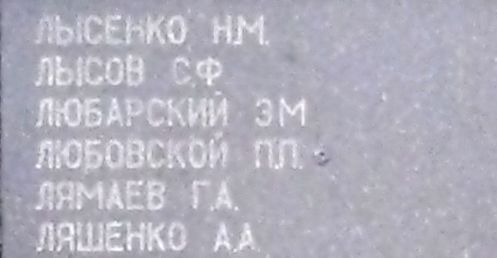 ЛЫСЕНКО Н.М.
ЛЫСОВ С.Ф
ЛЮБАРСКИЙ Э М
ЛЮБОВСКОЙ П.П.
ЛЯМАЕВ Г.А.
ЛЯШЕНКО А.А